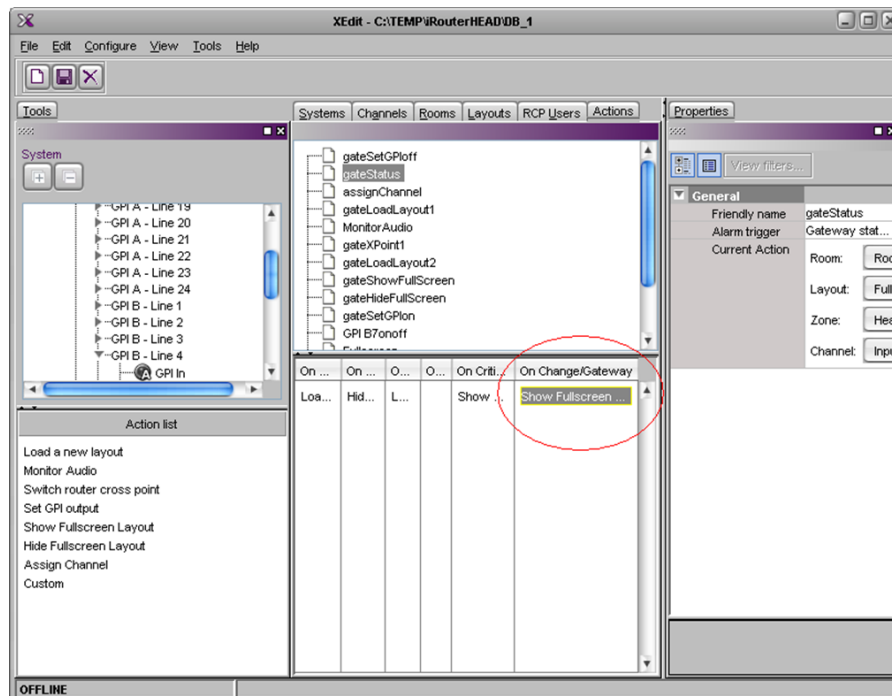 XEdit - C:\TEMP\iRouterHEAD\DB_1
File Edit Configure View Tools Help
Tools
System
GPI A - Line 19
GPI A - Line 20
GPI A - Line 21
GPI A - Line 22
GPI A - Line 23
GPI A - Line 24
GPI B - Line 1
GPI B - Line 2
GPI B - Line 3
GPI B - Line 4
GPI In
Action list
Load a new layout
Monitor Audio
Switch router cross point
Set GPI output
Show Fullscreen Layout
Hide Fullscreen Layout
Assign Channel
Custom
Systems Channels Rooms Layouts RCP Users Actions
gateSetGPIoff
gateStatus
assignChannel
gateLoadLayout1
MonitorAudio
gateXPoint1
gateLoadLayout2
gateShowFullScreen
gateHideFullScreen
gateSetGPIon
GPI B7onoff
Fullscreen
On ... On ... O... O... On Criti... On Change/Gateway
Loa... Hid... L... Show ... Show Fullscreen ...
Properties
View filters...
General
Friendly name gateStatus
Alarm trigger Gateway stat...
Current Action
Room: Roo
Layout: Full
Zone: Hea
Channel: Inpu
OFFLINE